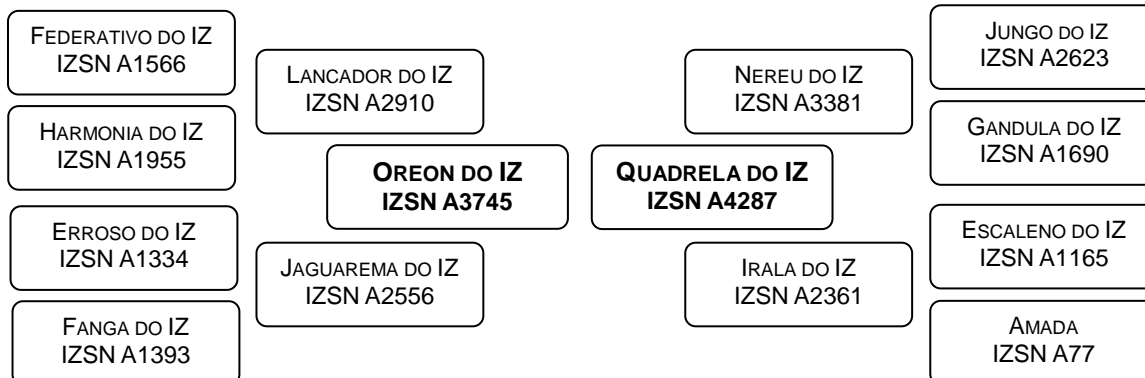 FEDERATIVO DO IZ
IZSN A1566
HARMONIA DO IZ
IZSN A1955
ERROSO DO IZ
IZSN A1334
FANGA DO IZ
IZSN A1393
LANCADOR DO IZ
IZSN A2910
JAGUAREMA DO IZ
IZSN A2556
OREON DO IZ
IZSN A3745
QUADRELA DO IZ
IZSN A4287
NEREU DO IZ
IZSN A3381
IRALA DO IZ
IZSN A2361
JUNGO DO IZ
IZSN A2623
GANDULA DO IZ
IZSN A1690
ESCALENO DO IZ
IZSN A1165
AMADA
IZSN A77